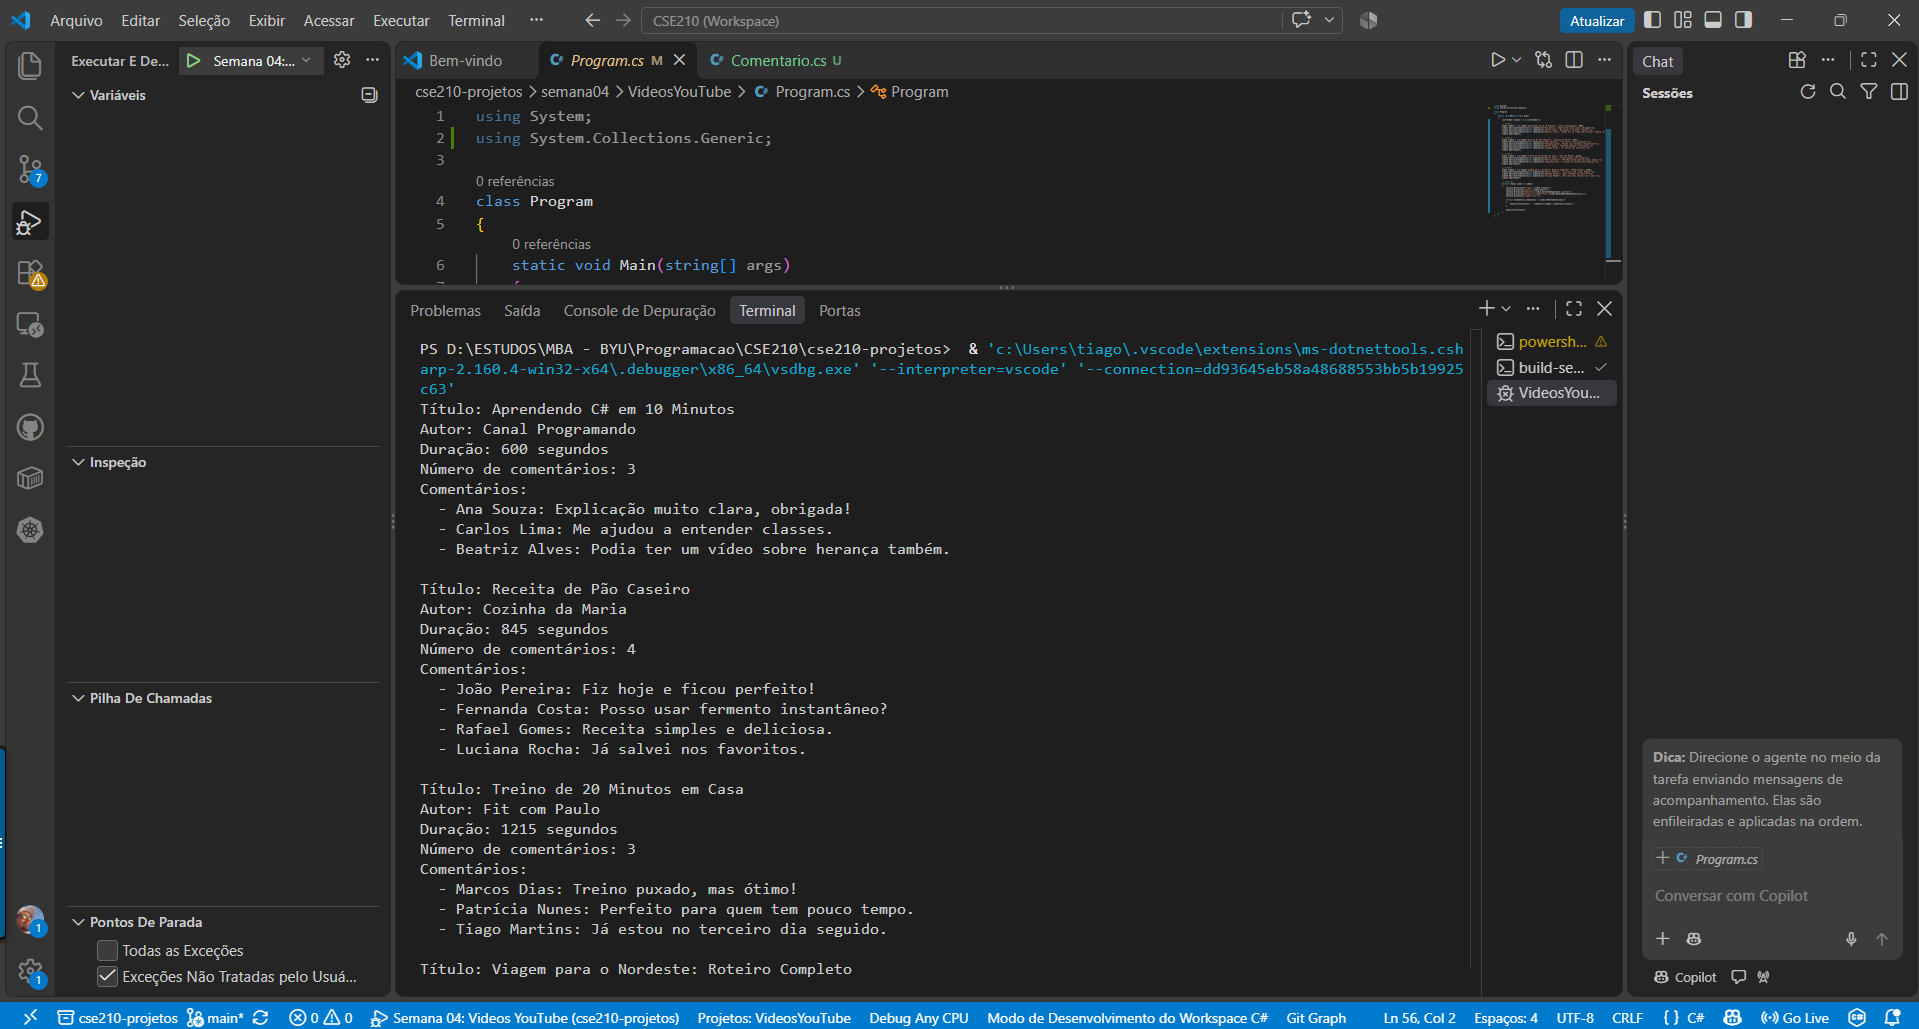 Arquivo Editar Seleção Exibir Acessar Executar Terminal ···
CSE210 (Workspace)
Atualizar
Executar E De... Semana 04:... ···
Variáveis
Inspeção
Pilha De Chamadas
Pontos De Parada
Todas as Exceções
Exceções Não Tratadas pelo Usuá...
7
1
1
Bem-vindo
Program.cs M
Comentario.cs U
cse210-projetos > semana04 > VideosYouTube > Program.cs > Program
1 using System;
2 using System.Collections.Generic;
3
0 referências
4 class Program
5 {
0 referências
6 static void Main(string[] args)
Problemas Saída Console de Depuração Terminal Portas
PS D:\ESTUDOS\MBA - BYU\Programacao\CSE210\cse210-projetos> & 'c:\Users\tiago\.vscode\extensions\ms-dotnettools.csh
arp-2.160.4-win32-x64\.debugger\x86_64\vsdbg.exe' '--interpreter=vscode' '--connection=dd93645eb58a48688553bb5b19925
c63'
Título: Aprendendo C# em 10 Minutos
Autor: Canal Programando
Duração: 600 segundos
Número de comentários: 3
Comentários:
- Ana Souza: Explicação muito clara, obrigada!
- Carlos Lima: Me ajudou a entender classes.
- Beatriz Alves: Podia ter um vídeo sobre herança também.
Título: Receita de Pão Caseiro
Autor: Cozinha da Maria
Duração: 845 segundos
Número de comentários: 4
Comentários:
- João Pereira: Fiz hoje e ficou perfeito!
- Fernanda Costa: Posso usar fermento instantâneo?
- Rafael Gomes: Receita simples e deliciosa.
- Luciana Rocha: Já salvei nos favoritos.
Título: Treino de 20 Minutos em Casa
Autor: Fit com Paulo
Duração: 1215 segundos
Número de comentários: 3
Comentários:
- Marcos Dias: Treino puxado, mas ótimo!
- Patrícia Nunes: Perfeito para quem tem pouco tempo.
- Tiago Martins: Já estou no terceiro dia seguido.
Título: Viagem para o Nordeste: Roteiro Completo
powersh...
build-se...
VideosYou...
Chat
Sessões
Dica: Direcione o agente no meio da
tarefa enviando mensagens de
acompanhamento. Elas são
enfileiradas e aplicadas na ordem.
Program.cs
Conversar com Copilot
Copilot
cse210-projetos main* 0 0 Semana 04: Videos YouTube (cse210-projetos) Projetos: VideosYouTube Debug Any CPU Modo de Desenvolvimento do Workspace C# Git Graph Ln 56, Col 2 Espaços: 4 UTF-8 CRLF { } C# Go Live